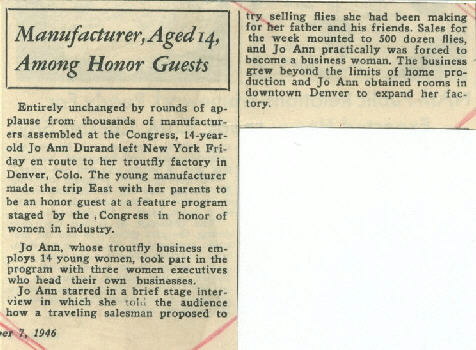 Manufacturer, Aged 14,
Among Honor Guests
Entirely unchanged by rounds of ap-
plause from thousands of manufactur-
ers assembled at the Congress, 14-year-
old Jo Ann Durand left New York Fri-
day en route to her troutfly factory in
Denver, Colo. The young manufacturer
made the trip East with her parents to
be an honor guest at a feature program
staged by the Congress in honor of
women in industry.
Jo Ann, whose troutfly business em-
ploys 14 young women, took part in the
program with three women executives
who head their own businesses.
Jo Ann starred in a brief stage inter-
view in which she told the audience
how a traveling salesman proposed to
try selling flies she had been making
for her father and his friends. Sales for
the week mounted to 500 dozen flies,
and Jo Ann practically was forced to
become a business woman. The business
grew beyond the limits of home pro-
duction and Jo Ann obtained rooms in
downtown Denver to expand her fac-
tory.
er 7, 1946